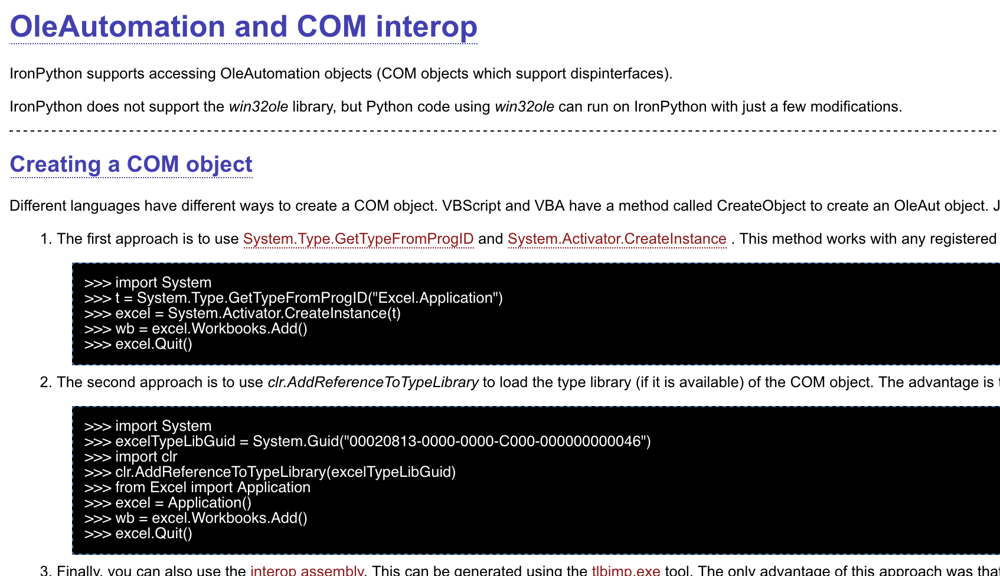 OleAutomation and COM interop
IronPython supports accessing OleAutomation objects (COM objects which support dispinterfaces).
IronPython does not support the win32ole library, but Python code using win32ole can run on IronPython with just a few modifications.
Creating a COM object
Different languages have different ways to create a COM object. VBScript and VBA have a method called CreateObject to create an OleAut object. J
1. The first approach is to use System.Type.GetTypeFromProgID and System.Activator.CreateInstance . This method works with any registered
>>> import System
>>> t = System.Type.GetTypeFromProgID("Excel.Application")
>>> excel = System.Activator.CreateInstance(t)
>>> wb = excel.Workbooks.Add()
>>> excel.Quit()
2. The second approach is to use clr.AddReferenceToTypeLibrary to load the type library (if it is available) of the COM object. The advantage is
>>> import System
>>> excelTypeLibGuid = System.Guid("00020813-0000-0000-C000-000000000046")
>>> import clr
>>> clr.AddReferenceToTypeLibrary(excelTypeLibGuid)
>>> from Excel import Application
>>> excel = Application()
>>> wb = excel.Workbooks.Add()
>>> excel.Quit()
3. Finally, you can also use the interop assembly. This can be generated using the tlbimp.exe tool. The only advantage of this approach was that